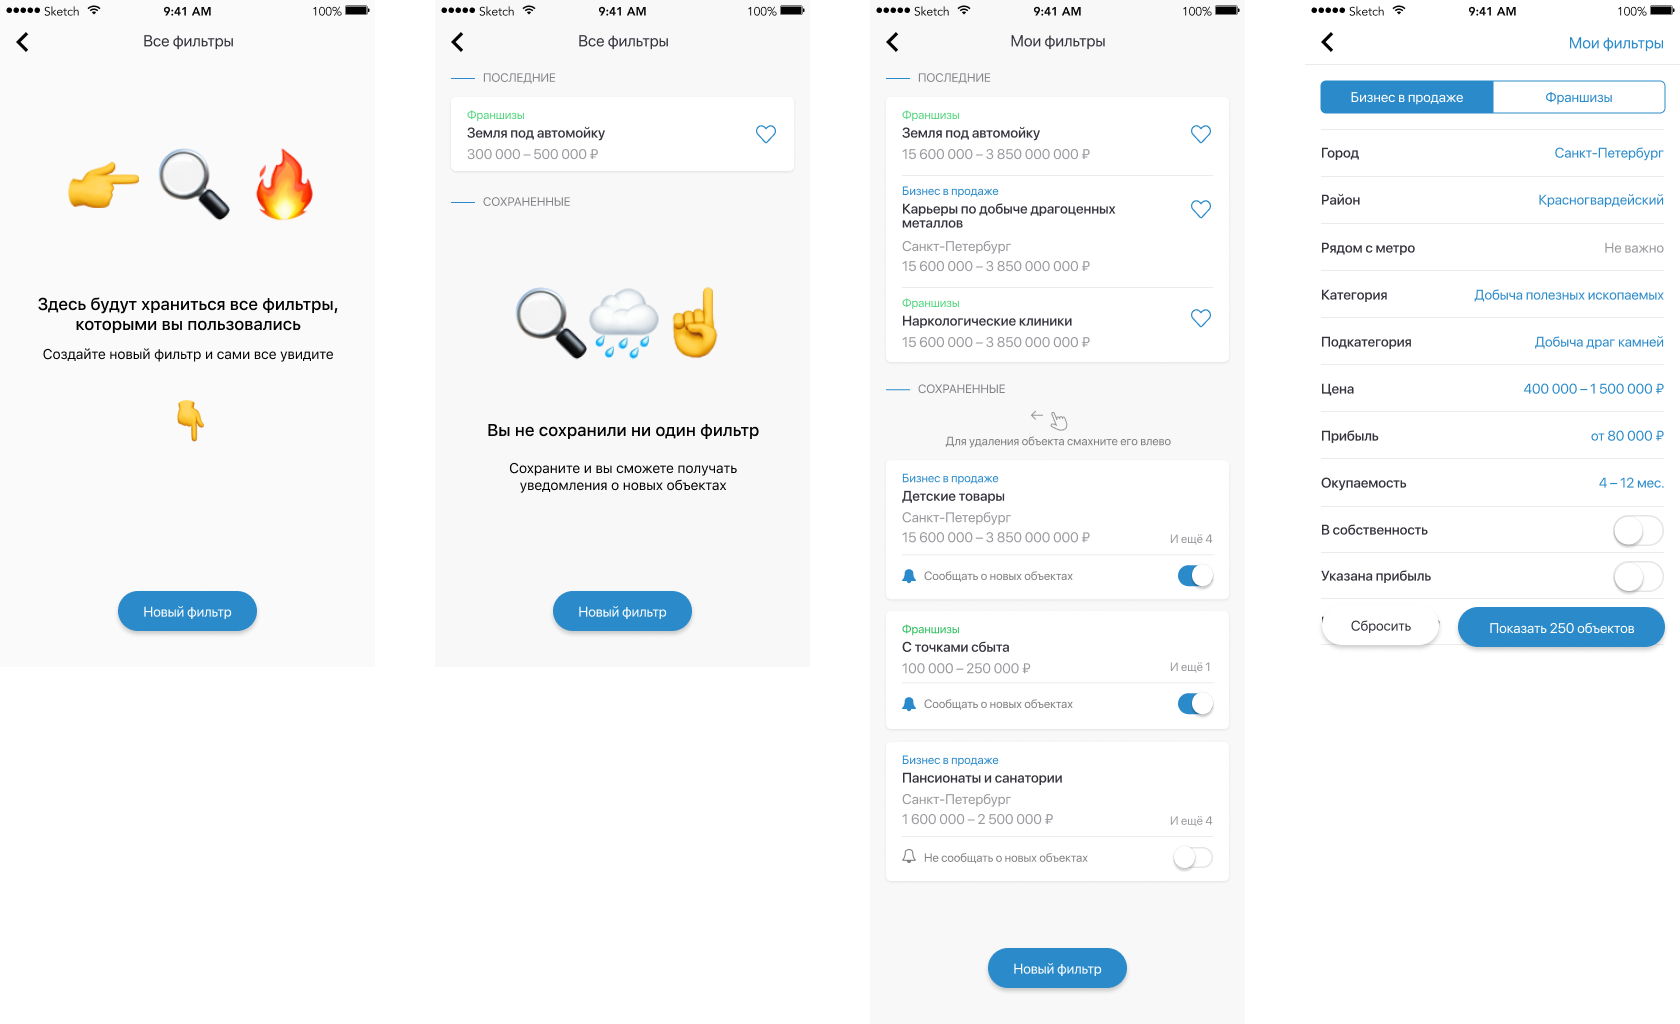 Sketch 9:41 AM 100%
Все фильтры
Здесь будут храниться все фильтры,
которыми вы пользовались
Создайте новый фильтр и сами все увидите
Новый фильтр
Sketch 9:41 AM 100%
Все фильтры
ПОСЛЕДНИЕ
Франшизы
Земля под автомойку
300 000 – 500 000 ₽
СОХРАНЕННЫЕ
Вы не сохранили ни один фильтр
Сохраните и вы сможете получать
уведомления о новых объектах
Новый фильтр
Sketch 9:41 AM 100%
Мои фильтры
ПОСЛЕДНИЕ
Франшизы
Земля под автомойку
15 600 000 – 3 850 000 000 ₽
Бизнес в продаже
Карьеры по добыче драгоценных
металлов
Санкт-Петербург
15 600 000 – 3 850 000 000 ₽
Франшизы
Наркологические клиники
15 600 000 – 3 850 000 000 ₽
СОХРАНЕННЫЕ
Для удаления объекта смахните его влево
Бизнес в продаже
Детские товары
Санкт-Петербург
15 600 000 – 3 850 000 000 ₽ И ещё 4
Сообщать о новых объектах
Франшизы
С точками сбыта
100 000 – 250 000 ₽ И ещё 1
Сообщать о новых объектах
Бизнес в продаже
Пансионаты и санатории
Санкт-Петербург
1 600 000 – 2 500 000 ₽ И ещё 4
Не сообщать о новых объектах
Новый фильтр
Sketch 9:41 AM 100%
Мои фильтры
Бизнес в продаже Франшизы
Город Санкт-Петербург
Район Красногвардейский
Рядом с метро Не важно
Категория Добыча полезных ископаемых
Подкатегория Добыча драг камней
Цена 400 000 – 1 500 000 ₽
Прибыль от 80 000 ₽
Окупаемость 4 – 12 мес.
В собственность
Указана прибыль
Сбросить Показать 250 объектов